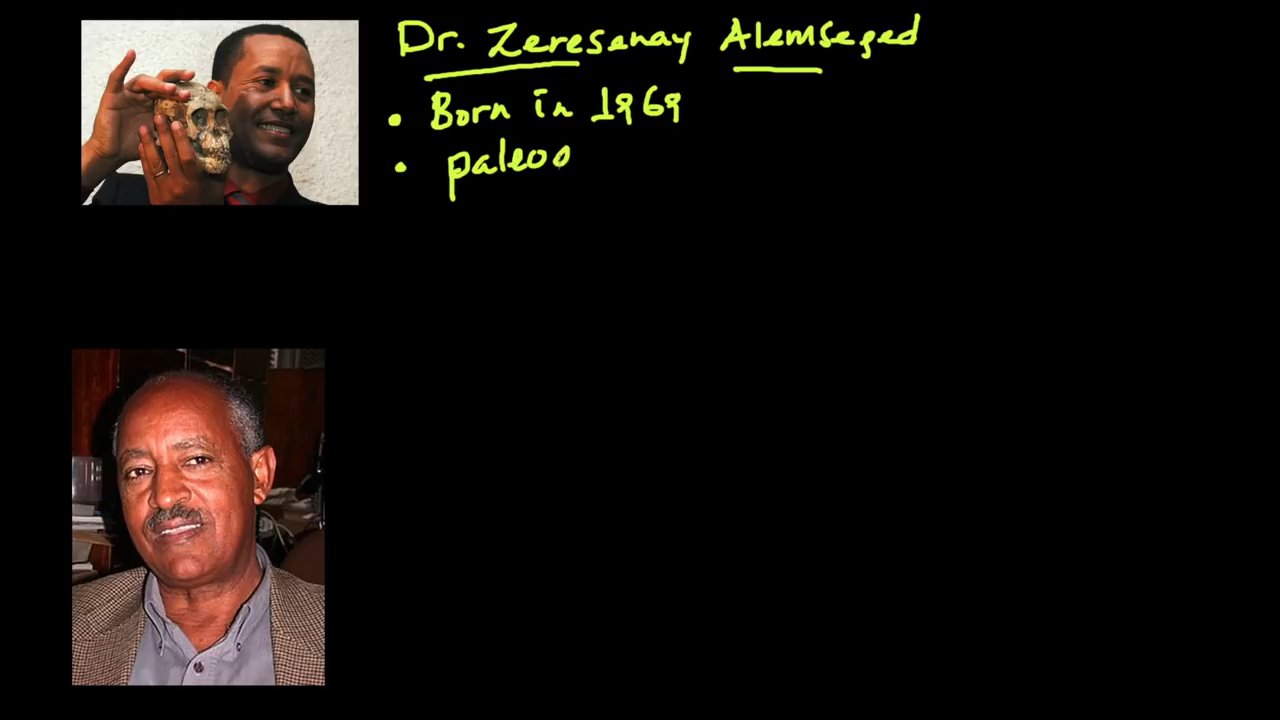 Dr. Zeresenay Alemseged
• Born in 1969
• paleoo